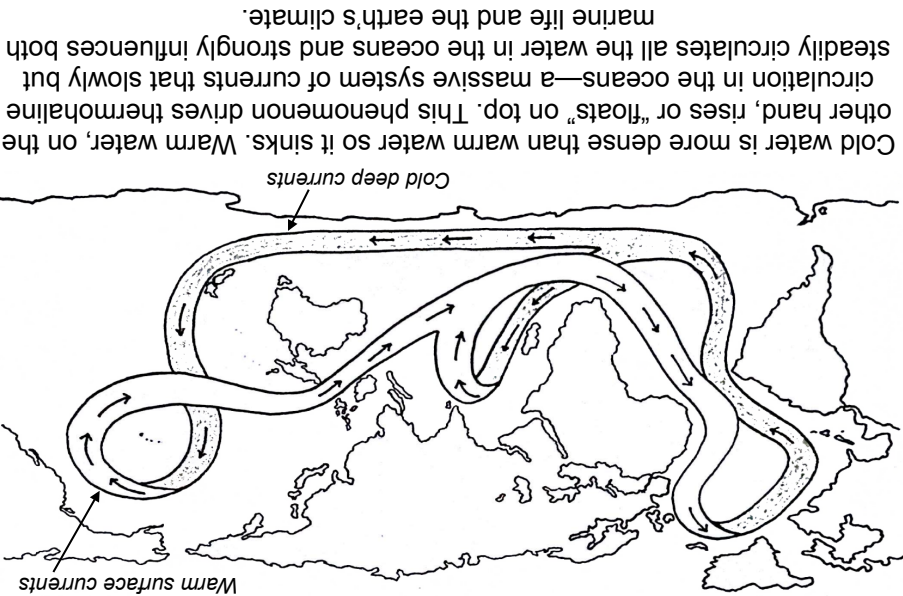 Warm surface currents
Cold deep currents
Cold water is more dense than warm water so it sinks. Warm water, on the
other hand, rises or "floats" on top. This phenomenon drives thermohaline
circulation in the oceans—a massive system of currents that slowly but
steadily circulates all the water in the oceans and strongly influences both
marine life and the earth's climate.